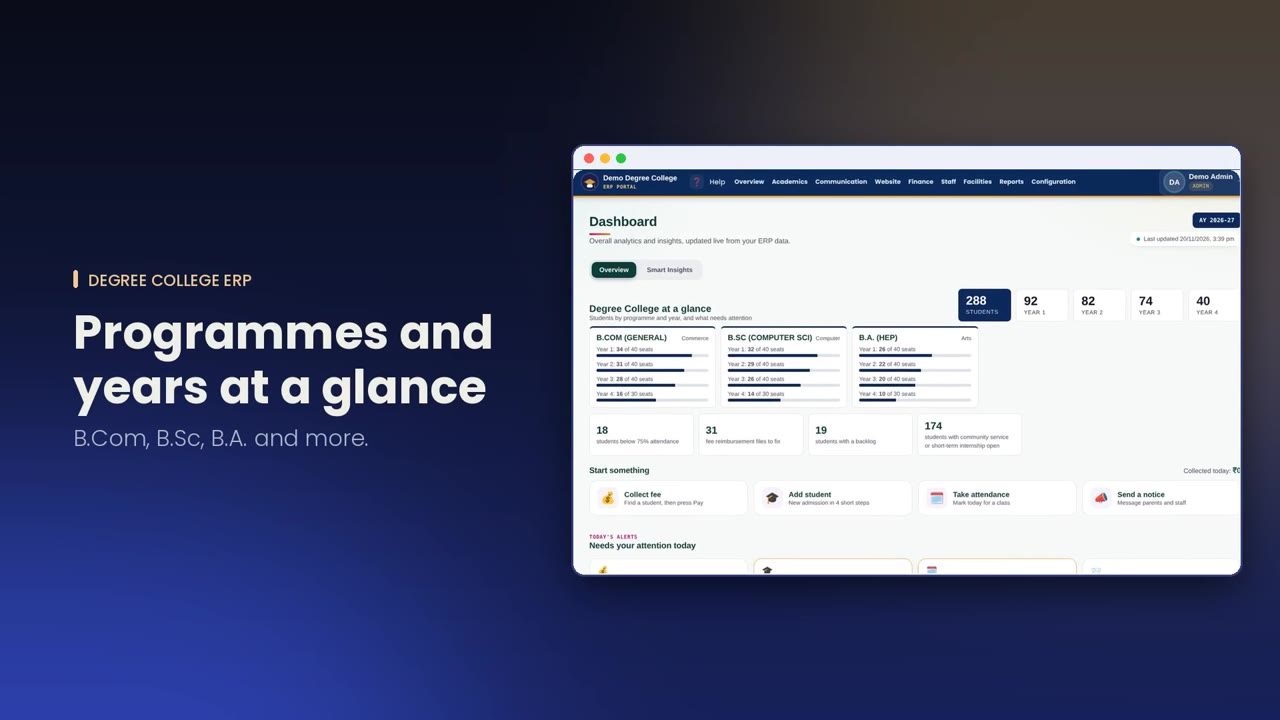 DEGREE COLLEGE ERP
Programmes and
years at a glance
B.Com, B.Sc, B.A. and more.
Demo Degree College
ERP PORTAL
Help
Overview
Academics
Communication
Website
Finance
Staff
Facilities
Reports
Configuration
DA
Demo Admin
ADMIN
Dashboard
Overall analytics and insights, updated live from your ERP data.
AY 2026-27
Last updated 20/11/2026, 3:39 pm
Overview
Smart Insights
Degree College at a glance
Students by programme and year, and what needs attention
288
STUDENTS
92
YEAR 1
82
YEAR 2
74
YEAR 3
40
YEAR 4
B.COM (GENERAL) Commerce
Year 1: 34 of 40 seats
Year 2: 31 of 40 seats
Year 3: 28 of 40 seats
Year 4: 16 of 30 seats
B.SC (COMPUTER SCI) Computer
Year 1: 32 of 40 seats
Year 2: 29 of 40 seats
Year 3: 26 of 40 seats
Year 4: 14 of 30 seats
B.A. (HEP) Arts
Year 1: 26 of 40 seats
Year 2: 22 of 40 seats
Year 3: 20 of 40 seats
Year 4: 10 of 30 seats
18
students below 75% attendance
31
fee reimbursement files to fix
19
students with a backlog
174
students with community service
or short-term internship open
Start something
Collected today: ₹0
Collect fee
Find a student, then press Pay
Add student
New admission in 4 short steps
Take attendance
Mark today for a class
Send a notice
Message parents and staff
TODAY'S ALERTS
Needs your attention today